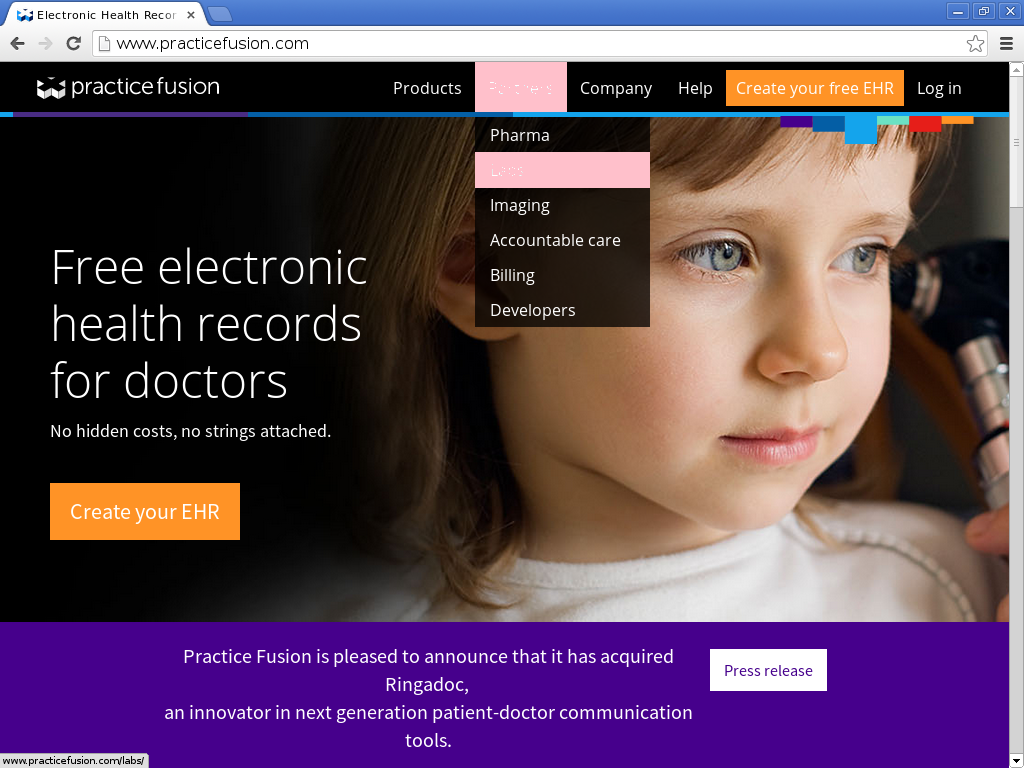 Electronic Health Recor
www.practicefusion.com
practice fusion
Products
Partners
Company
Help
Create your free EHR
Log in
Pharma
Labs
Imaging
Accountable care
Billing
Developers
Free electronic
health records
for doctors
No hidden costs, no strings attached.
Create your EHR
Practice Fusion is pleased to announce that it has acquired
Ringadoc,
an innovator in next generation patient-doctor communication
tools.
Press release
www.practicefusion.com/labs/